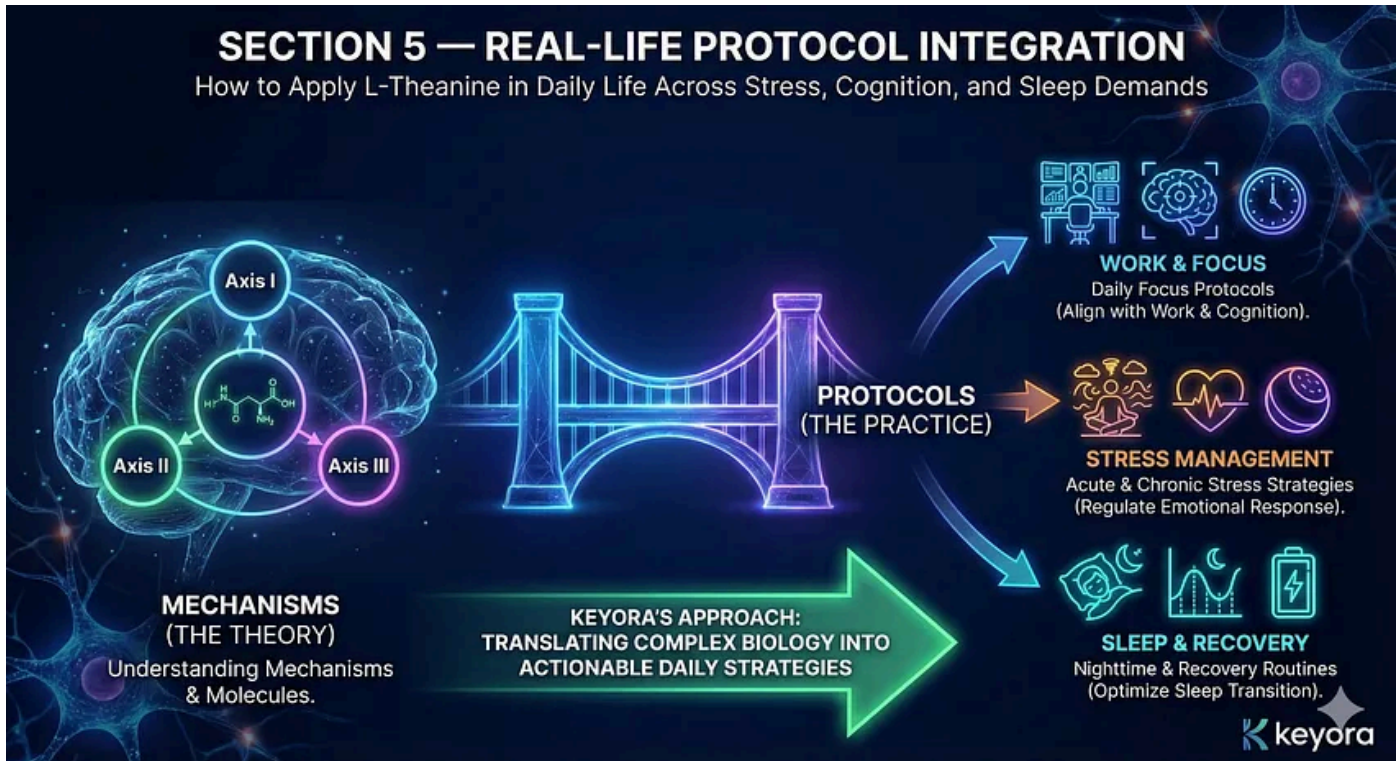 SECTION 5 — REAL-LIFE PROTOCOL INTEGRATION
How to Apply L-Theanine in Daily Life Across Stress, Cognition, and Sleep Demands
Axis I
Axis II
Axis III
H
N
H
O
O
OH
NH₂
MECHANISMS
(THE THEORY)
Understanding Mechanisms
& Molecules.
PROTOCOLS
(THE PRACTICE)
KEYORA'S APPROACH:
TRANSLATING COMPLEX BIOLOGY INTO
ACTIONABLE DAILY STRATEGIES
WORK & FOCUS
Daily Focus Protocols
(Align with Work & Cognition).
STRESS MANAGEMENT
Acute & Chronic Stress Strategies
(Regulate Emotional Response).
SLEEP & RECOVERY
Nighttime & Recovery Routines
(Optimize Sleep Transition).
keyora